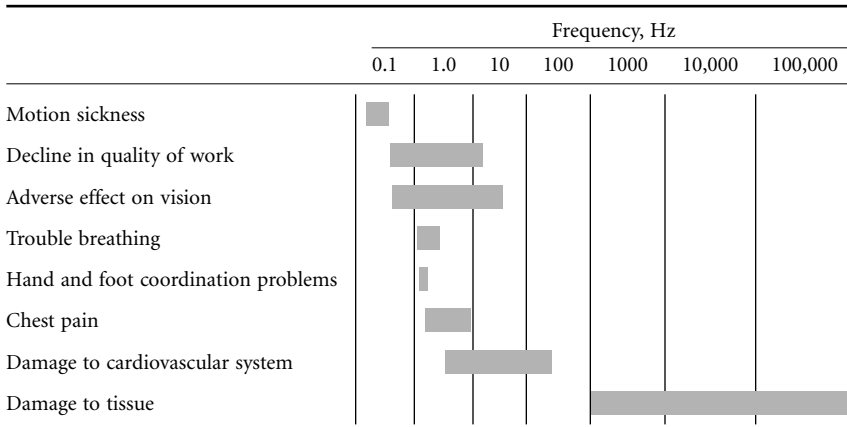 Frequency, Hz
0.1 1.0 10 100 1000 10,000 100,000
Motion sickness
Decline in quality of work
Adverse effect on vision
Trouble breathing
Hand and foot coordination problems
Chest pain
Damage to cardiovascular system
Damage to tissue